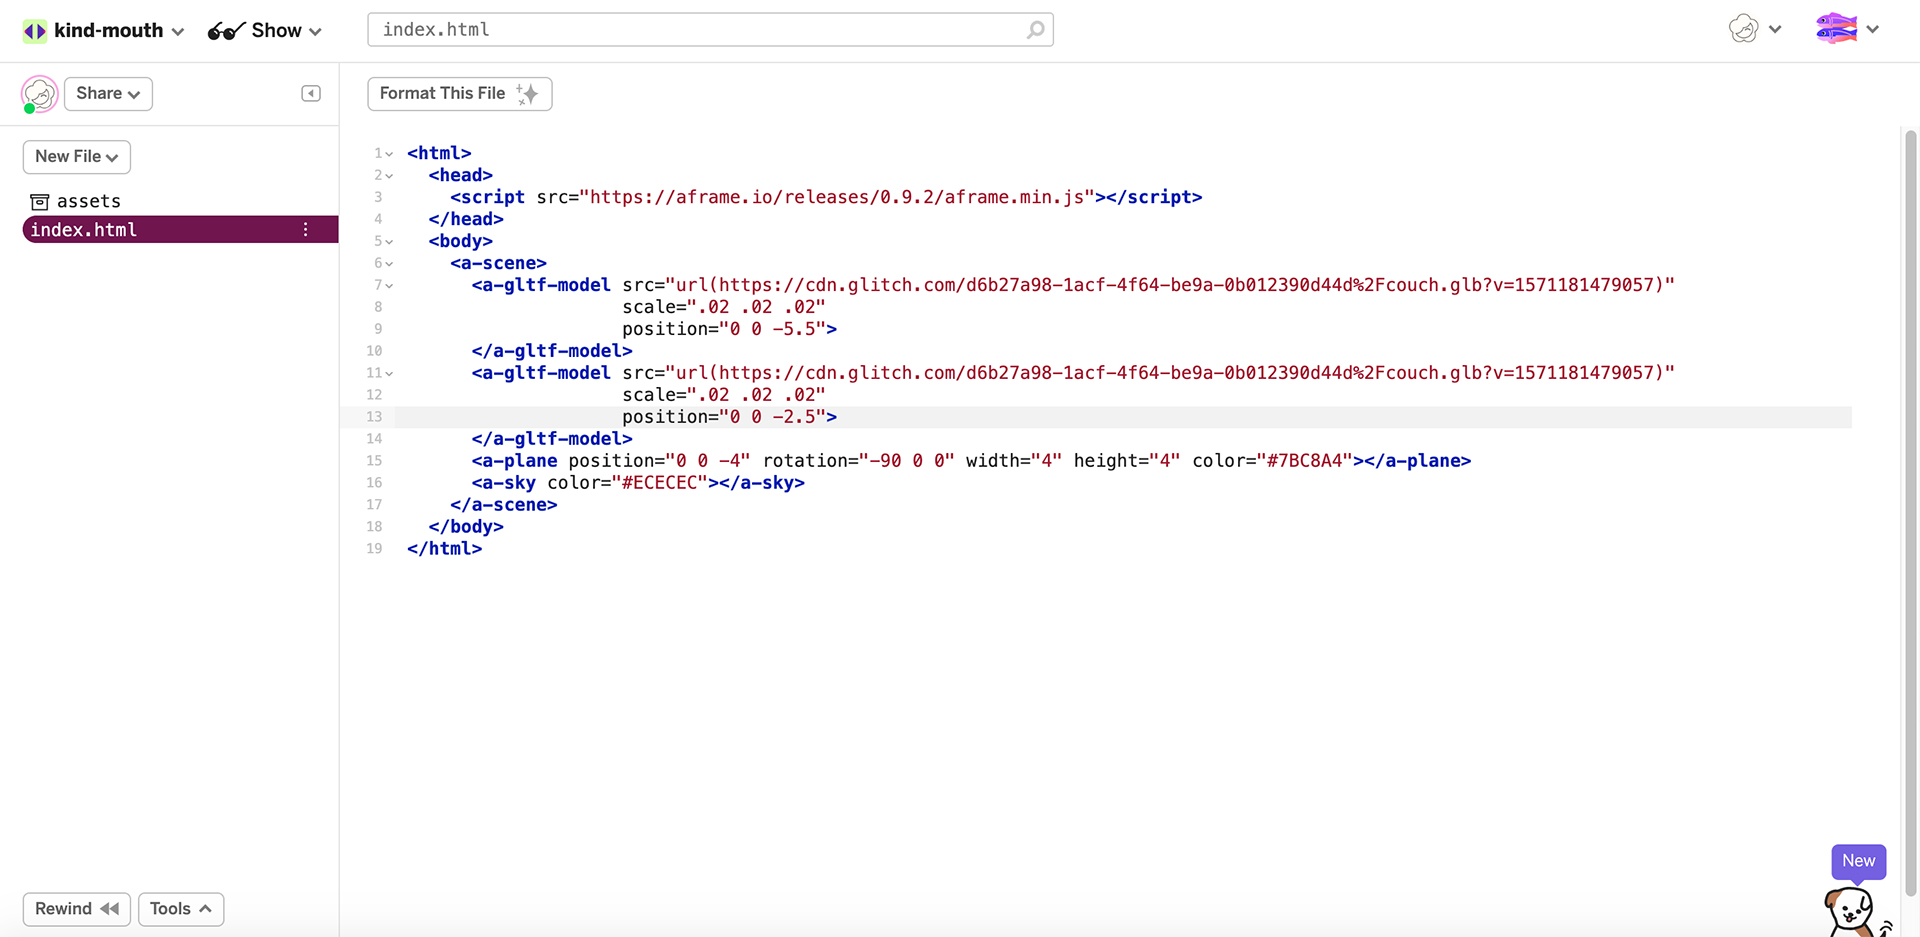 kind-mouth Show index.html
Share Format This File
New File
assets
index.html
1 <html>
2 <head>
3 <script src="https://aframe.io/releases/0.9.2/aframe.min.js"></script>
4 </head>
5 <body>
6 <a-scene>
7 <a-gltf-model src="url(https://cdn.glitch.com/d6b27a98-1acf-4f64-be9a-0b012390d44d%2Fcouch.glb?v=1571181479057)"
8 scale=".02 .02 .02"
9 position="0 0 -5.5">
10 </a-gltf-model>
11 <a-gltf-model src="url(https://cdn.glitch.com/d6b27a98-1acf-4f64-be9a-0b012390d44d%2Fcouch.glb?v=1571181479057)"
12 scale=".02 .02 .02"
13 position="0 0 -2.5">
14 </a-gltf-model>
15 <a-plane position="0 0 -4" rotation="-90 0 0" width="4" height="4" color="#7BC8A4"></a-plane>
16 <a-sky color="#ECECEC"></a-sky>
17 </a-scene>
18 </body>
19 </html>
New
Rewind Tools